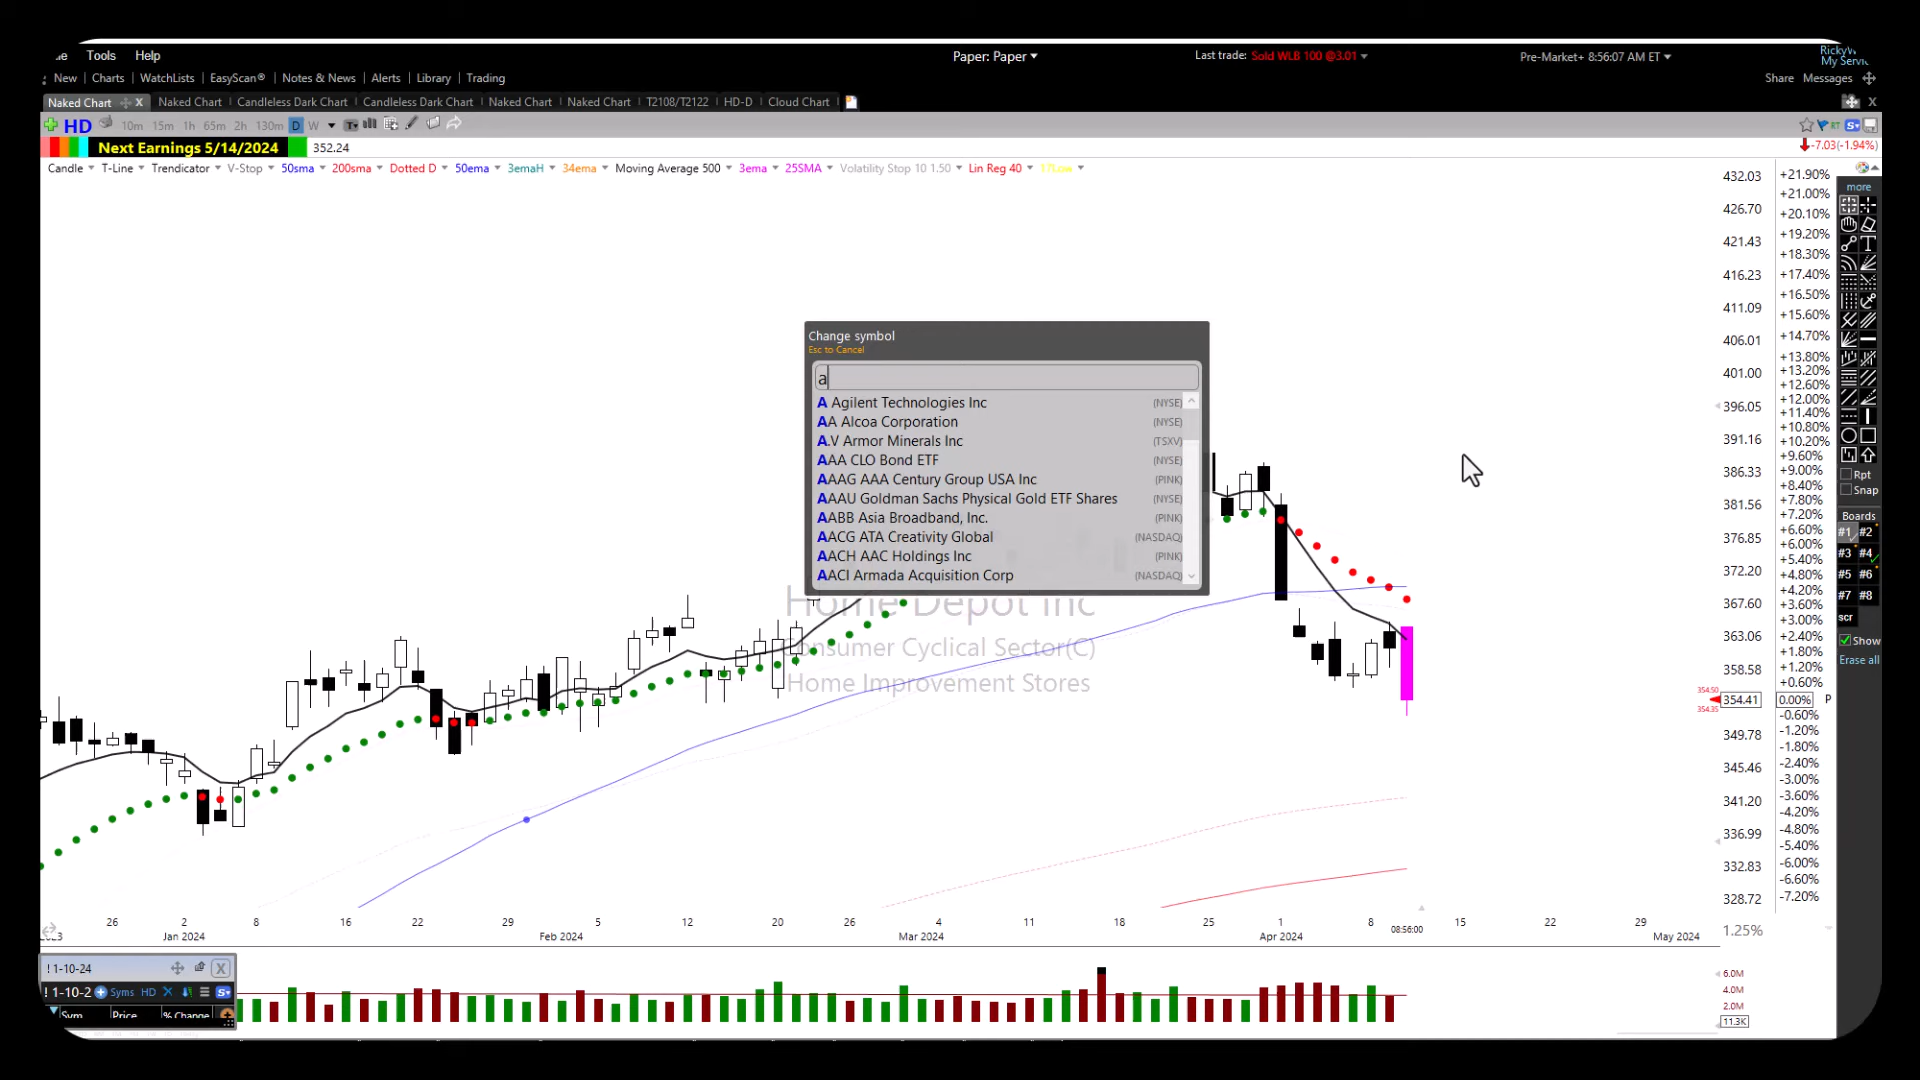 Tools Help
Paper: Paper
Last trade: Sold WLB 100 @3.01
Pre-Market+ 8:56:07 AM ET
New Charts WatchLists EasyScan® Notes & News Alerts Library Trading
Share Messages
Naked Chart X Naked Chart Candleless Dark Chart Candleless Dark Chart Naked Chart Naked Chart T2108/T2122 HD-D Cloud Chart
HD 10m 15m 1h 65m 2h 130m D W
Next Earnings 5/14/2024 352.24
-7.03(-1.94%)
Candle T-Line Trendicator V-Stop 50sma 200sma Dotted D 50ema 3emaH 34ema Moving Average 500 3ema 25SMA Volatility Stop 10 1.50 Lin Reg 40 17Low
Change symbol
Esc to Cancel
a
A Agilent Technologies Inc (NYSE)
AA Alcoa Corporation (NYSE)
A.V Armor Minerals Inc (TSXV)
AAA CLO Bond ETF (NYSE)
AAAG AAA Century Group USA Inc (PINK)
AAAU Goldman Sachs Physical Gold ETF Shares (NYSE)
AABB Asia Broadband, Inc. (PINK)
AACG ATA Creativity Global (NASDAQ)
AACH AAC Holdings Inc (PINK)
AACI Armada Acquisition Corp (NASDAQ)
Home Depot Inc
Consumer Cyclical Sector(C)
Home Improvement Stores
432.03
426.70
421.43
416.23
411.09
406.01
401.00
396.05
391.16
386.33
381.56
376.85
372.20
367.60
363.06
358.58
354.50
354.41
354.35
349.78
345.46
341.20
336.99
332.83
328.72
+21.90%
+21.00%
+20.10%
+19.20%
+18.30%
+17.40%
+16.50%
+15.60%
+14.70%
+13.80%
+13.20%
+12.60%
+12.00%
+11.40%
+10.80%
+10.20%
+9.60%
+9.00%
+8.40%
+7.80%
+7.20%
+6.60%
+6.00%
+5.40%
+4.80%
+4.20%
+3.60%
+3.00%
+2.40%
+1.80%
+1.20%
+0.60%
0.00% P
-0.60%
-1.20%
-1.80%
-2.40%
-3.00%
-3.60%
-4.20%
-4.80%
-5.40%
-6.00%
-6.60%
-7.20%
more
Rpt
Snap
Boards
#1 #2
#3 #4
#5 #6
#7 #8
scr
Show
Erase all
26 2 8 16 22 29 5 12 20 26 4 11 18 25 1 8 08:56:00 15 22 29
Jan 2024 Feb 2024 Mar 2024 Apr 2024 May 2024
1.25%
! 1-10-24 X
! 1-10-2 Syms HD
Sym Price % Change
6.0M
4.0M
2.0M
11.3K